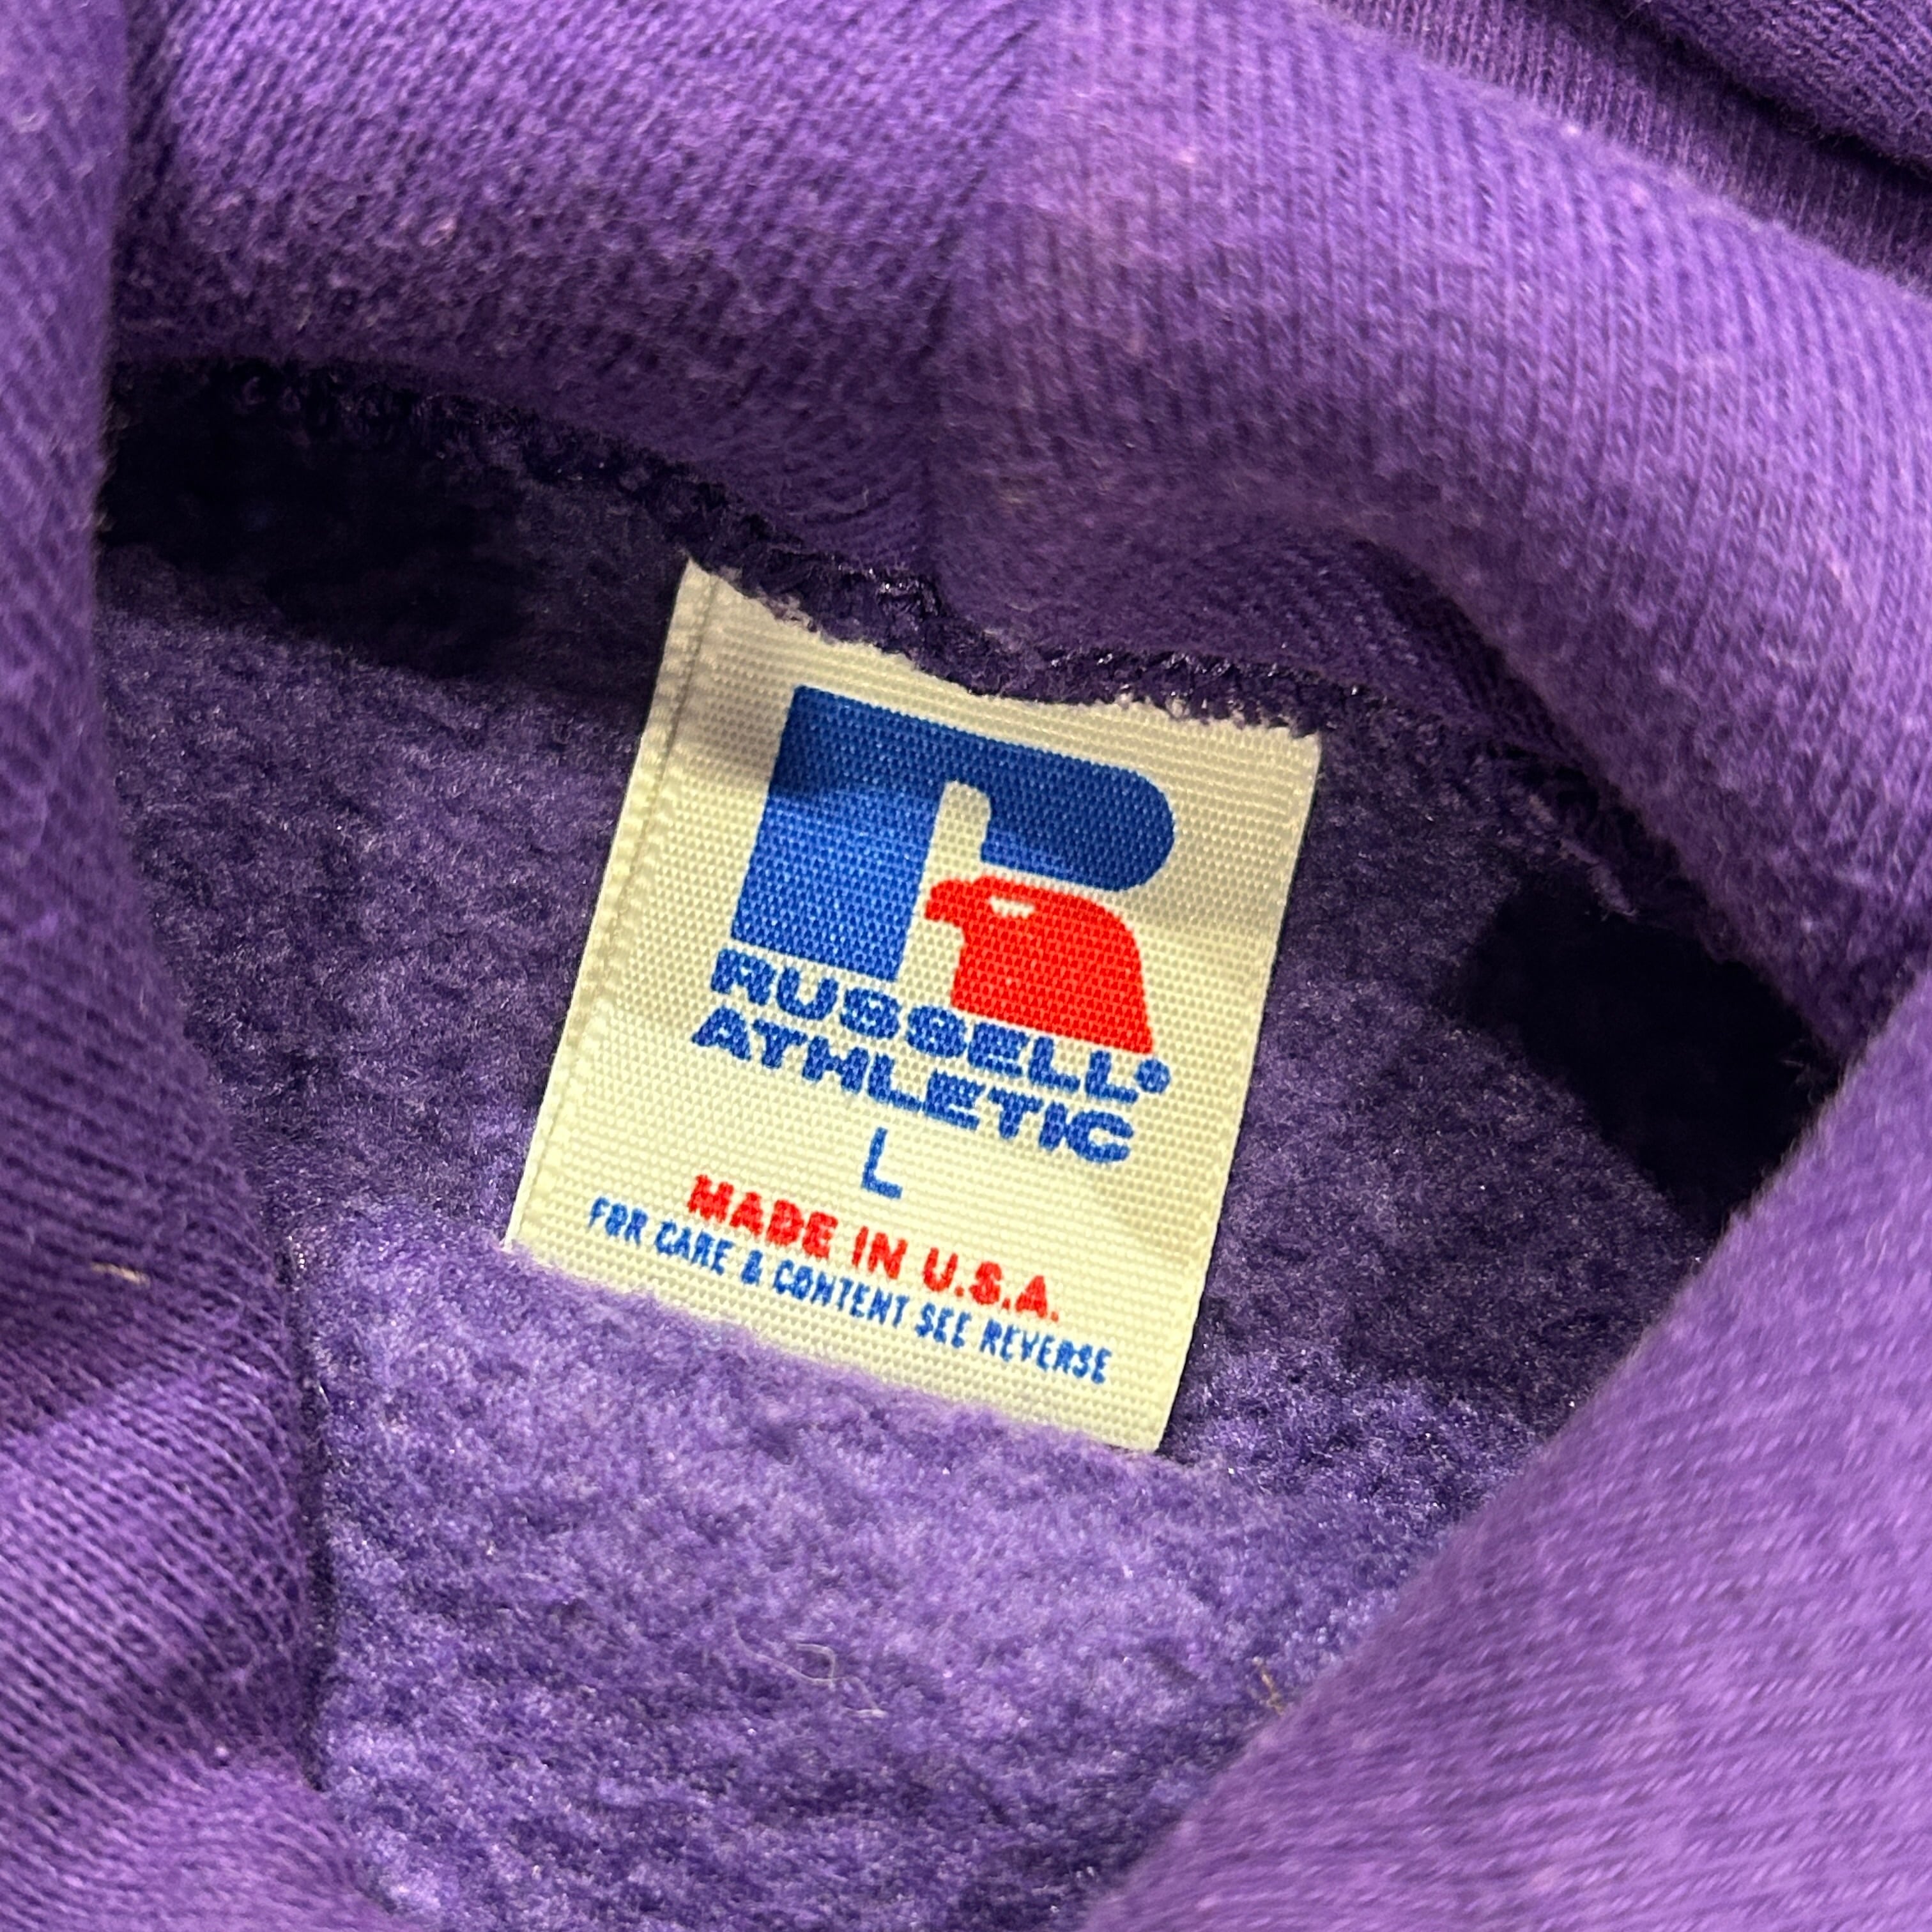 RUSSELL®
ATHLETIC
L
MADE IN U.S.A.
FOR CARE & CONTENT SEE REVERSE